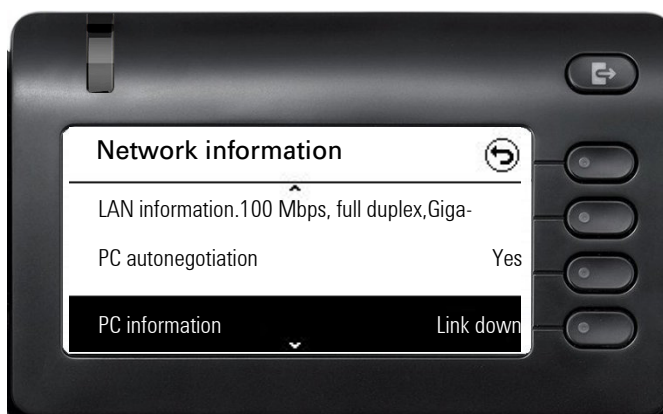 Network information
LAN information.100 Mbps, full duplex,Giga-
PC autonegotiation Yes
PC information Link down